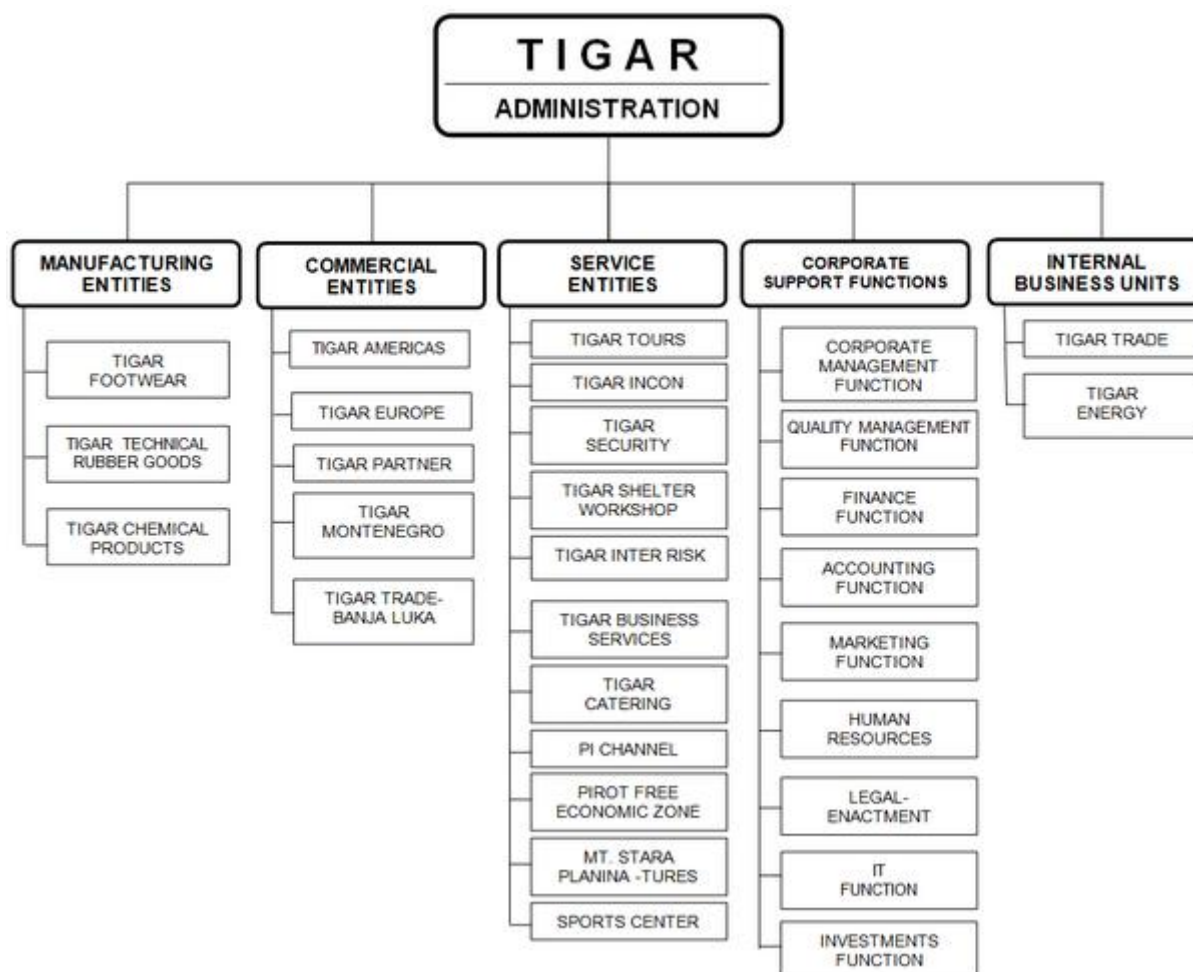 T I G A R
ADMINISTRATION
MANUFACTURING
ENTITIES
TIGAR
FOOTWEAR
TIGAR TECHNICAL
RUBBER GOODS
TIGAR CHEMICAL
PRODUCTS
COMMERCIAL
ENTITIES
TIGAR AMERICAS
TIGAR EUROPE
TIGAR PARTNER
TIGAR
MONTENEGRO
TIGAR TRADE-
BANJA LUKA
SERVICE
ENTITIES
TIGAR TOURS
TIGAR INCON
TIGAR
SECURITY
TIGAR SHELTER
WORKSHOP
TIGAR INTER RISK
TIGAR BUSINESS
SERVICES
TIGAR
CATERING
PI CHANNEL
PIROT FREE
ECONOMIC ZONE
MT. STARA
PLANINA -TURES
SPORTS CENTER
CORPORATE
SUPPORT FUNCTIONS
CORPORATE
MANAGEMENT
FUNCTION
QUALITY MANAGEMENT
FUNCTION
FINANCE
FUNCTION
ACCOUNTING
FUNCTION
MARKETING
FUNCTION
HUMAN
RESOURCES
LEGAL-
ENACTMENT
IT
FUNCTION
INVESTMENTS
FUNCTION
INTERNAL
BUSINESS UNITS
TIGAR TRADE
TIGAR
ENERGY